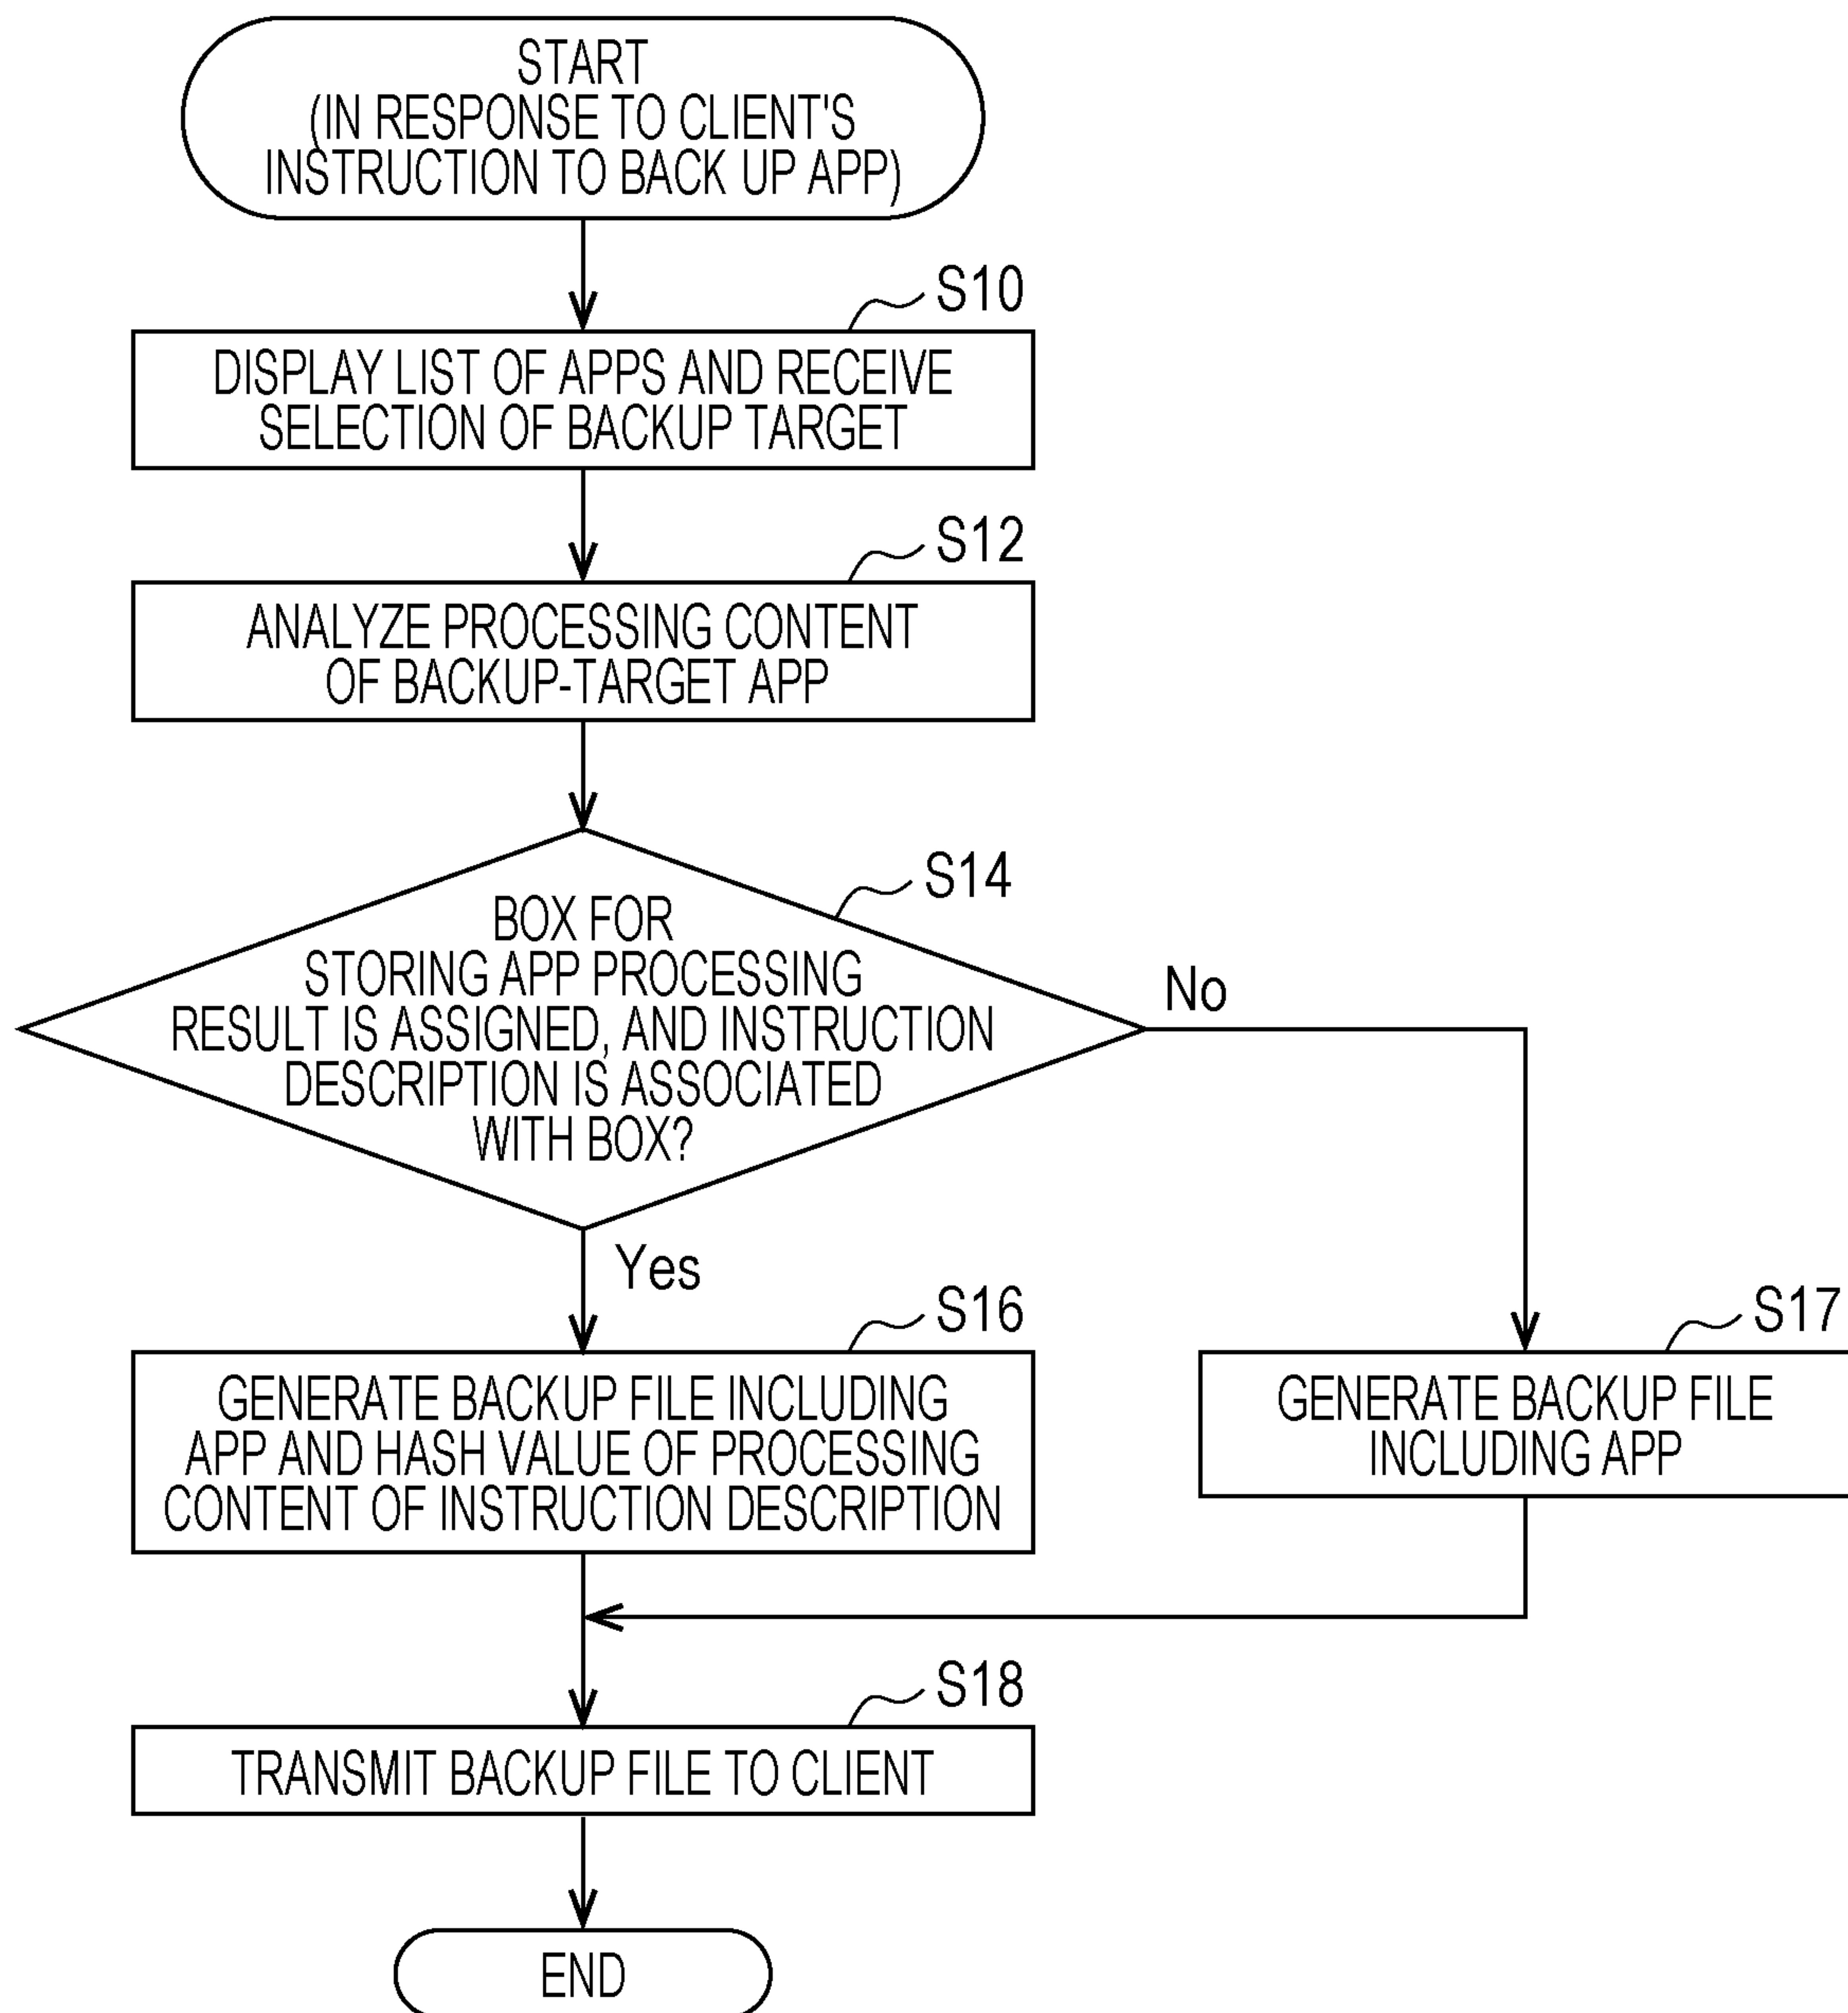 START
(IN RESPONSE TO CLIENT'S
INSTRUCTION TO BACK UP APP)
S10
DISPLAY LIST OF APPS AND RECEIVE
SELECTION OF BACKUP TARGET
S12
ANALYZE PROCESSING CONTENT
OF BACKUP-TARGET APP
S14
BOX FOR
STORING APP PROCESSING
RESULT IS ASSIGNED, AND INSTRUCTION
DESCRIPTION IS ASSOCIATED
WITH BOX?
No
Yes
S16
GENERATE BACKUP FILE INCLUDING
APP AND HASH VALUE OF PROCESSING
CONTENT OF INSTRUCTION DESCRIPTION
S17
GENERATE BACKUP FILE
INCLUDING APP
S18
TRANSMIT BACKUP FILE TO CLIENT
END